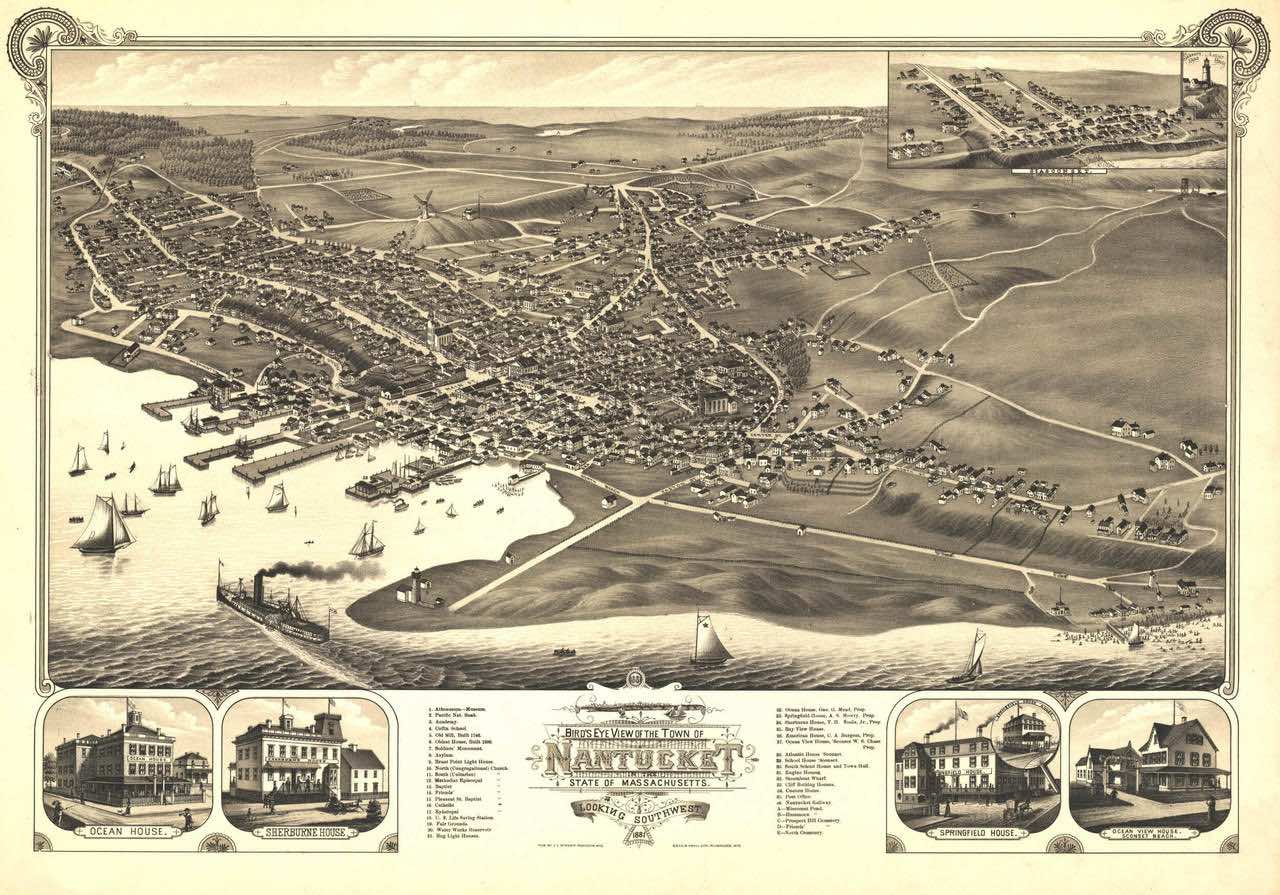 SIASCONSET.
CENTER ST.
OCEAN HOUSE
OCEAN HOUSE.
SHERBURNE HOUSE.
1. Athenaeum—Museum.
2. Pacific Nat. Bank.
3. Academy.
4. Coffin School.
5. Old Mill, Built 1746.
6. Oldest House, Built 1686.
7. Soldiers' Monument.
8. Asylum.
9. Brant Point Light House.
10. North (Congregational) Church.
11. South (Unitarian) "
12. Methodist Episcopal "
13. Baptist "
14. Friends' "
15. Pleasant St. Baptist "
16. Catholic "
17. Episcopal "
18. U. S. Life Saving Station.
19. Fair Grounds.
20. Water Works Reservoir
21. Bug Light Houses.
BIRD'S EYE VIEW OF THE TOWN OF
NANTUCKET
STATE OF MASSACHUSETTS.
LOOKING SOUTHWEST.
1881
22. Ocean House, Geo. G. Mead, Prop.
23. Springfield House, A. S. Mowry, Prop.
24. Sherburne House, T. H. Soule, Jr., Prop
25. Bay View House.
26. American House, C. A. Burgess, Prop.
27. Ocean View House, 'Sconset W. S. Chase
Prop.
28. Atlantic House 'Sconset.
29. School House 'Sconset.
30. South School House and Town Hall.
31. Engine Houses.
32. Steamboat Wharf
33. Cliff Bathing Houses.
34. Custom House.
35. Post Office.
36. Nantucket Railway.
A—Miacomet Pond.
B—Hummock "
C—Prospect Hill Cemetery.
D—Friends' "
E—North Cemetery.
SPRINGFIELD HOUSE
SPRINGFIELD HOUSE.
OCEAN VIEW HOUSE.
SCONSET BEACH.